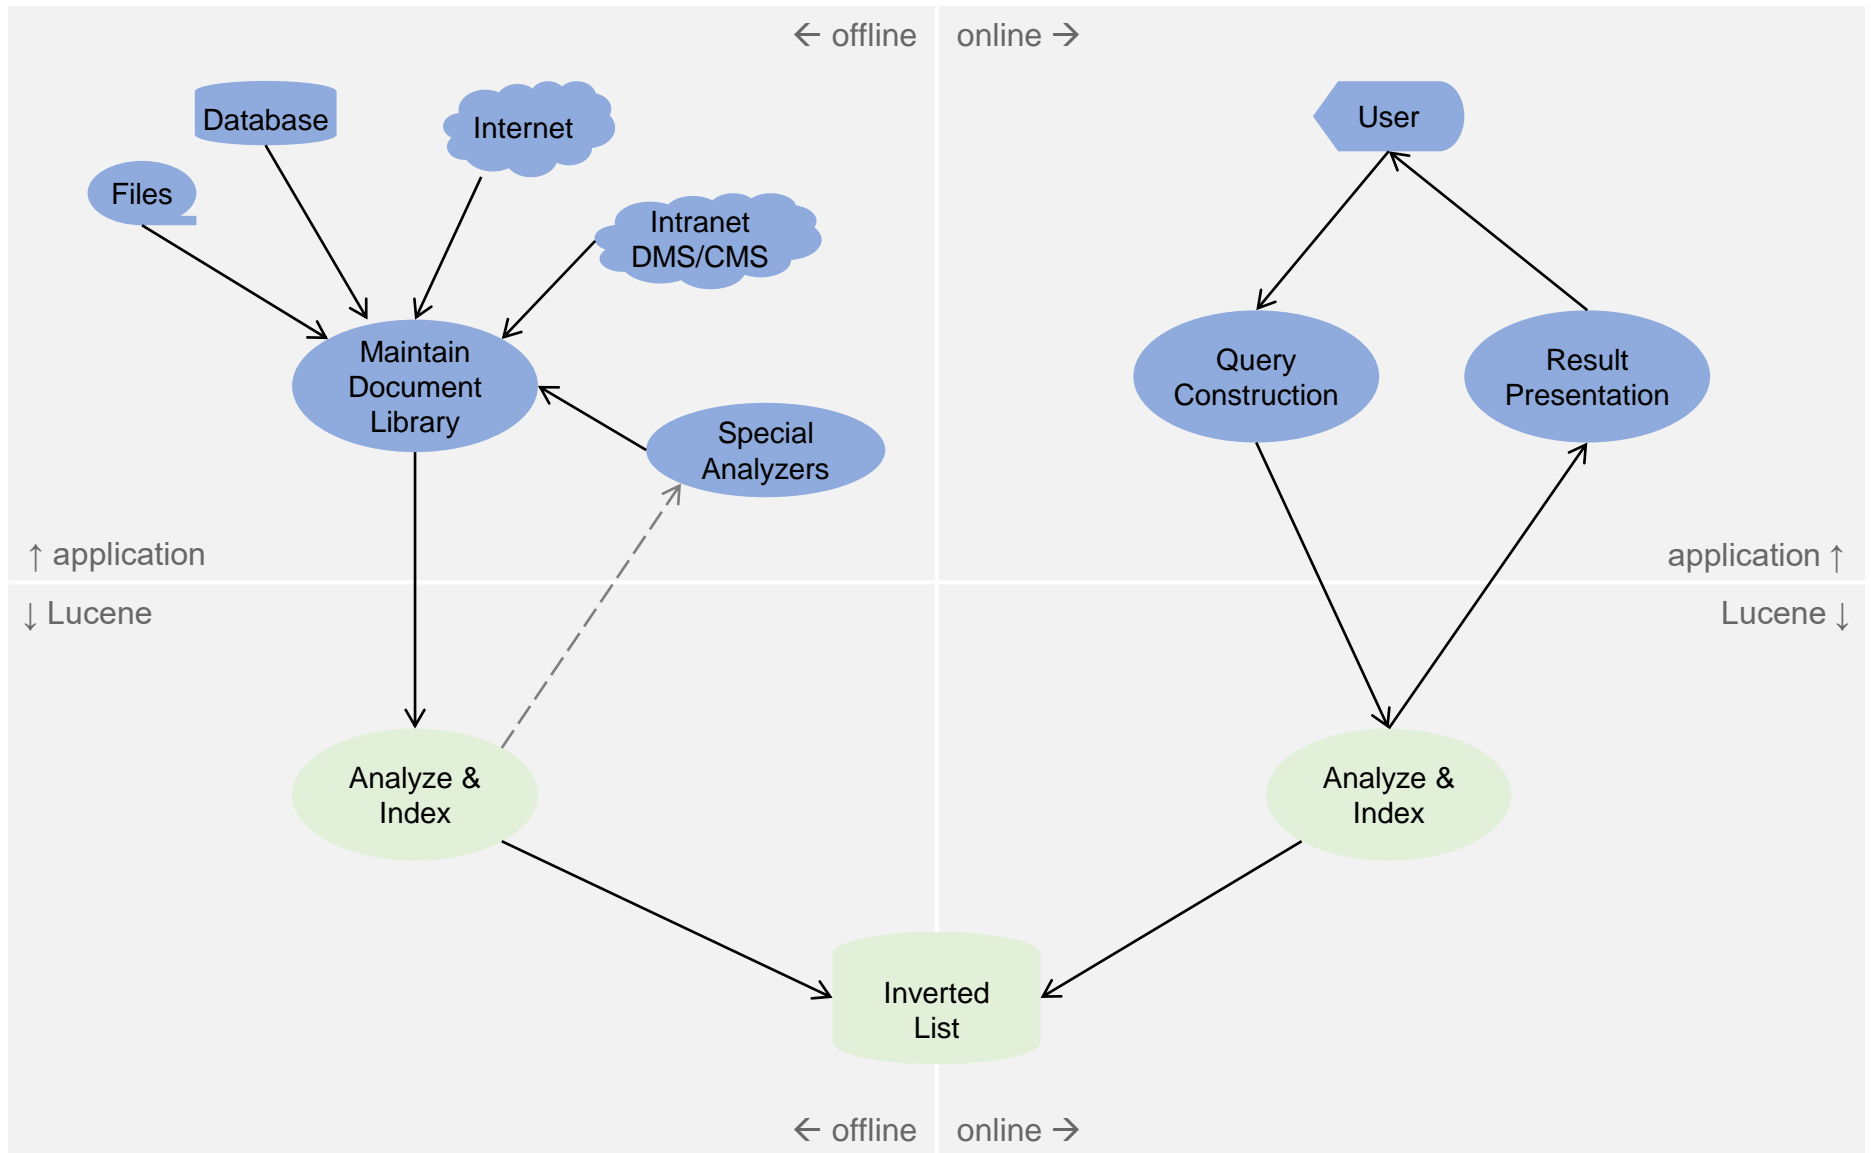 ← offline
online →
Database
Internet
User
Files
Intranet
DMS/CMS
Maintain
Document
Library
Query
Construction
Result
Presentation
Special
Analyzers
↑ application
application ↑
↓ Lucene
Lucene ↓
Analyze &
Index
Analyze &
Index
Inverted
List
← offline
online →